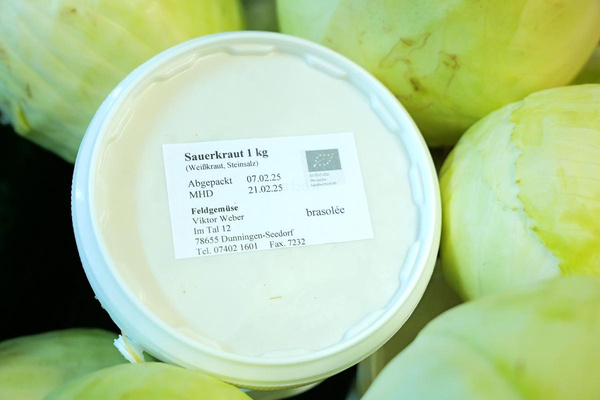 Sauerkraut 1 kg
(Weißkraut, Steinsalz)
Abgepackt 07.02.25
MHD 21.02.25
Feldgemüse
Viktor Weber
brasolée
Im Tal 12
78655 Dunningen-Seedorf
Tel. 07402 1601 Fax. 7232